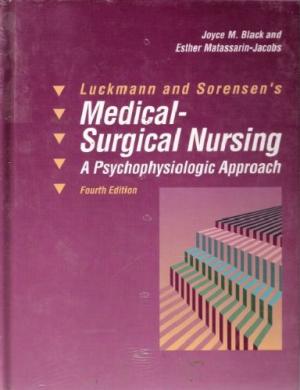 Joyce M. Black and
Esther Matassarin-Jacobs
Luckmann and Sorensen's
Medical-
Surgical Nursing
A Psychophysiologic Approach
Fourth Edition